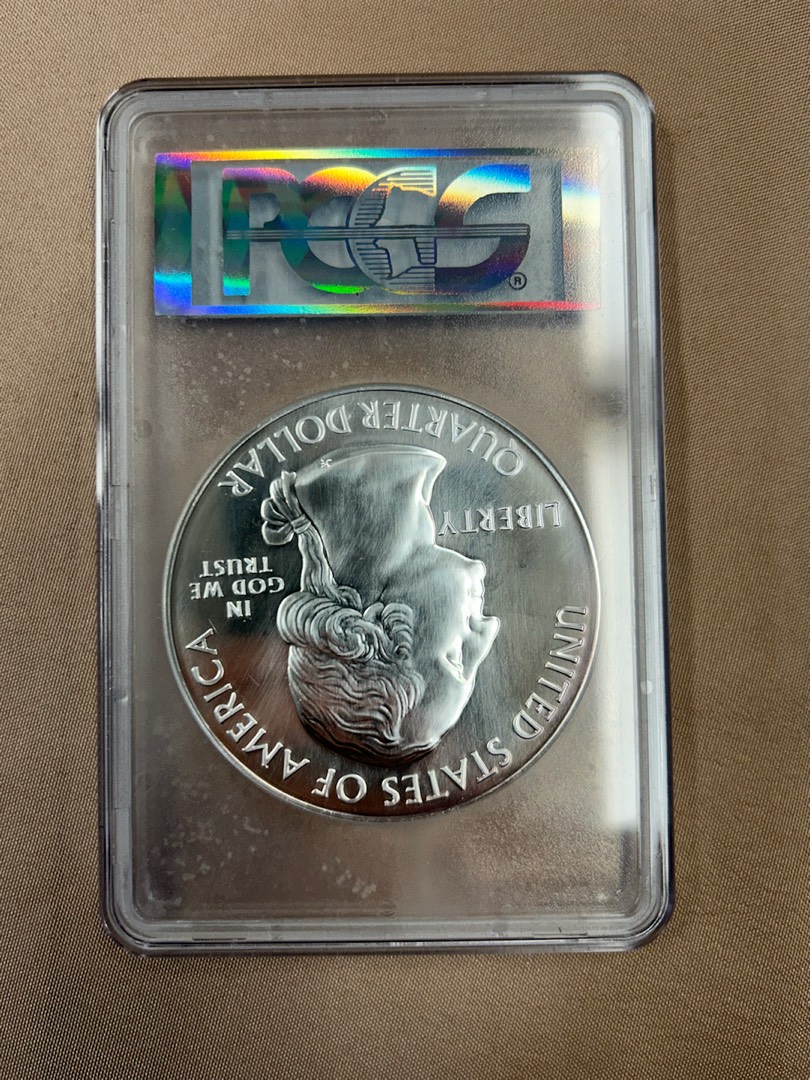 PCGS
®
UNITED STATES OF AMERICA
LIBERTY
IN
GOD WE
TRUST
QUARTER DOLLAR